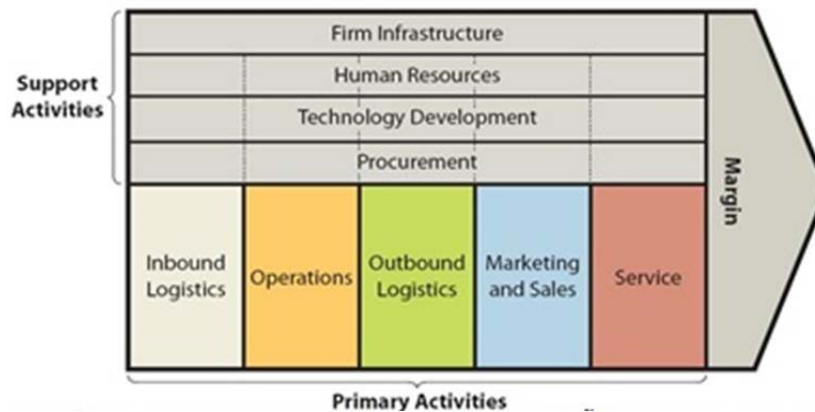 Firm Infrastructure
Human Resources
Support
Activities
Technology Development
Procurement
Margin
Inbound
Logistics
Operations
Outbound
Logistics
Marketing
and Sales
Service
Primary Activities